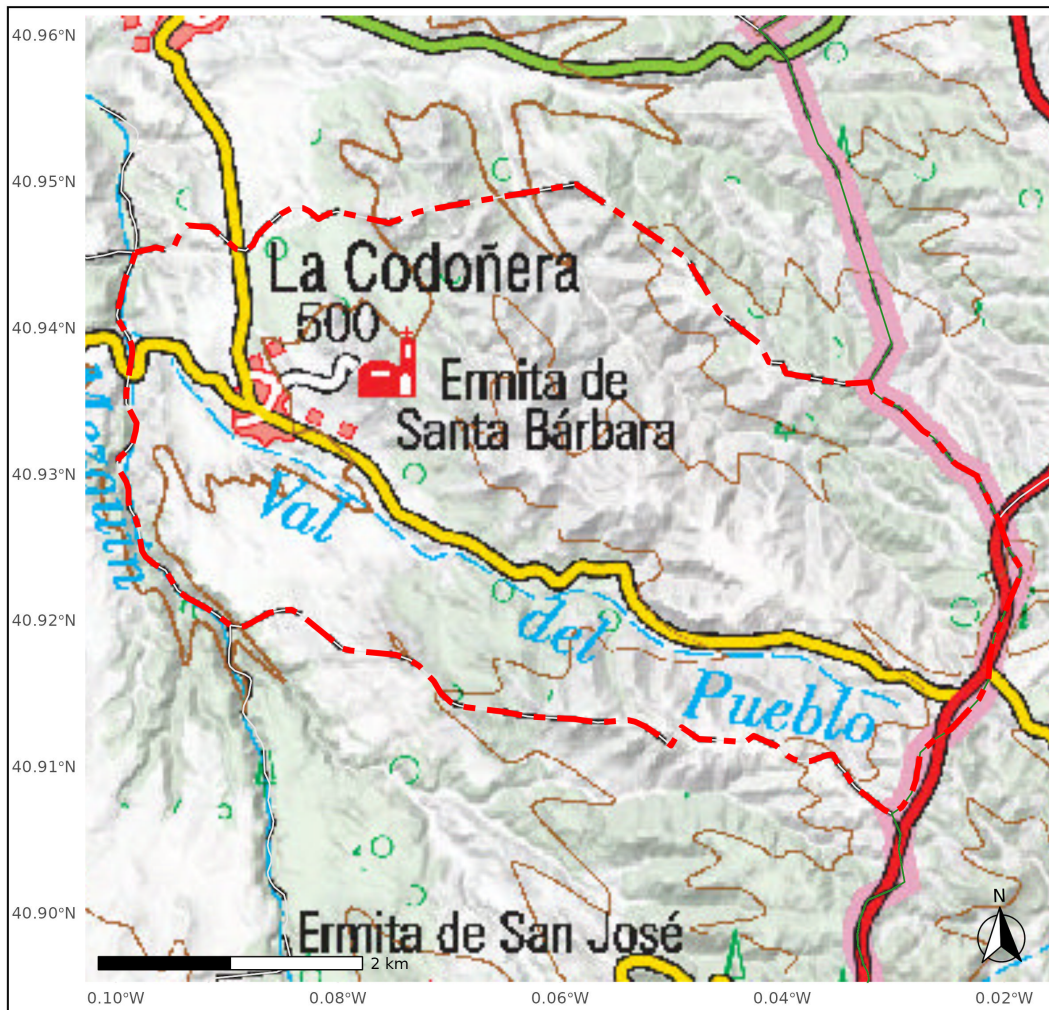 40.96°N
40.95°N
40.94°N
40.93°N
40.92°N
40.91°N
40.90°N
La Codoñera
500
Ermita de
Santa Bárbara
Val
del
Pueblo
Ermita de San José
2 km
N
0.10°W
0.08°W
0.06°W
0.04°W
0.02°W